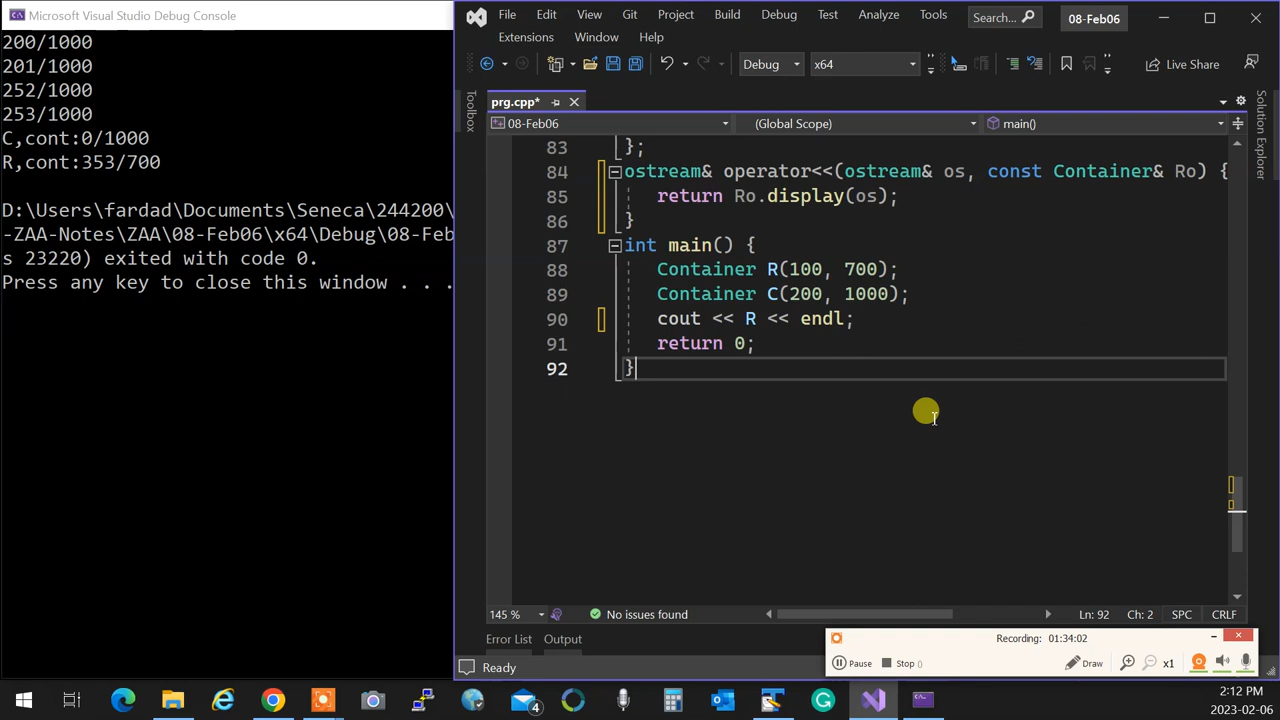 Microsoft Visual Studio Debug Console
200/1000
201/1000
252/1000
253/1000
C,cont:0/1000
R,cont:353/700
D:\Users\fardad\Documents\Seneca\244200\
-ZAA-Notes\ZAA\08-Feb06\x64\Debug\08-Feb
s 23220) exited with code 0.
Press any key to close this window . . .
File Edit View Git Project Build Debug Test Analyze Tools Search... 08-Feb06
Extensions Window Help
Debug x64 Live Share
Toolbox
prg.cpp*
08-Feb06 (Global Scope) main()
Solution Explorer
83 };
84 ostream& operator<<(ostream& os, const Container& Ro) {
85 return Ro.display(os);
86 }
87 int main() {
88 Container R(100, 700);
89 Container C(200, 1000);
90 cout << R << endl;
91 return 0;
92 }
145 % No issues found Ln: 92 Ch: 2 SPC CRLF
Error List Output
Recording: 01:34:02
Pause Stop () Draw x1
Ready
4
2:12 PM
2023-02-06